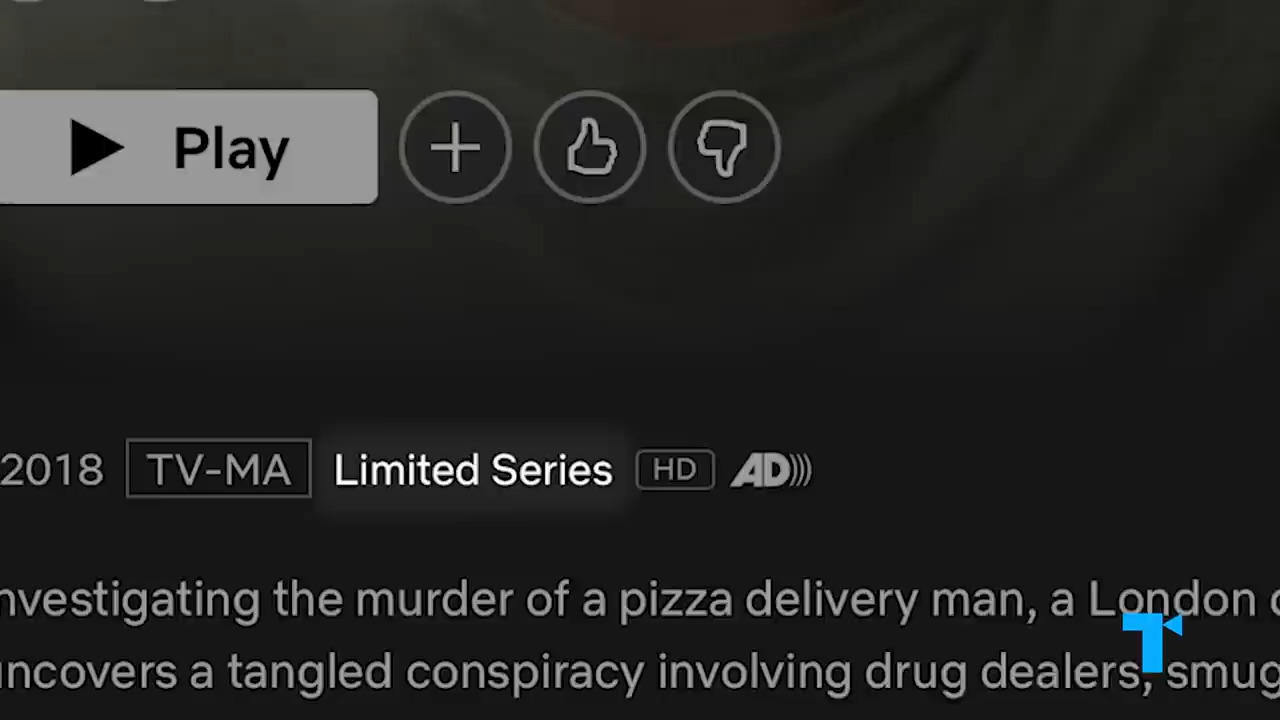 Play
2018 TV-MA Limited Series HD AD)))
nvestigating the murder of a pizza delivery man, a London
uncovers a tangled conspiracy involving drug dealers, smug